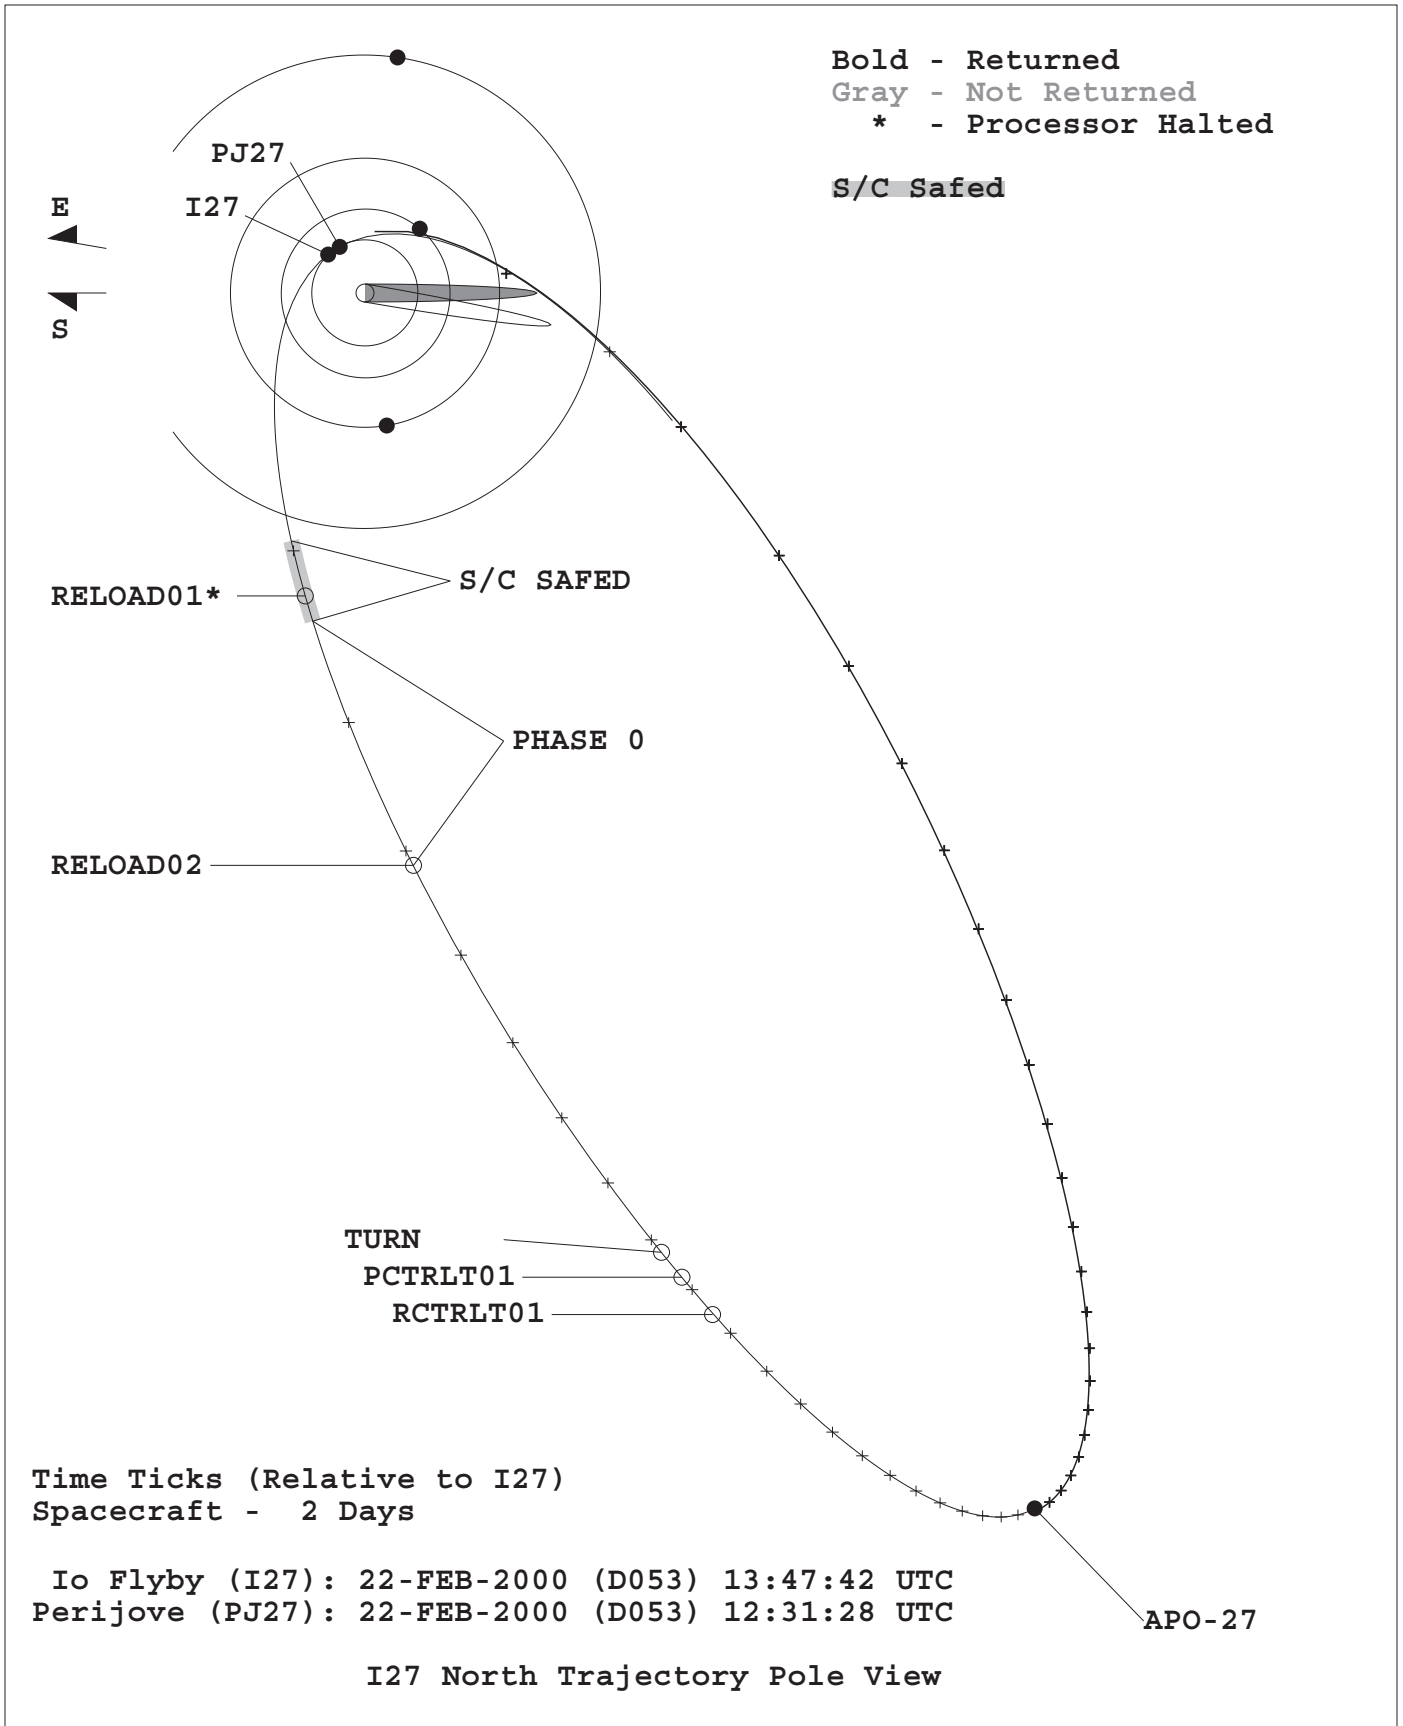 Bold - Returned
Gray - Not Returned
* - Processor Halted
PJ27
S/C Safed
I27
E
S
S/C SAFED
RELOAD01*
PHASE 0
RELOAD02
TURN
PCTRLT01
RCTRLT01
Time Ticks (Relative to I27)
Spacecraft - 2 Days
Io Flyby (I27): 22-FEB-2000 (D053) 13:47:42 UTC
Perijove (PJ27): 22-FEB-2000 (D053) 12:31:28 UTC
APO-27
I27 North Trajectory Pole View